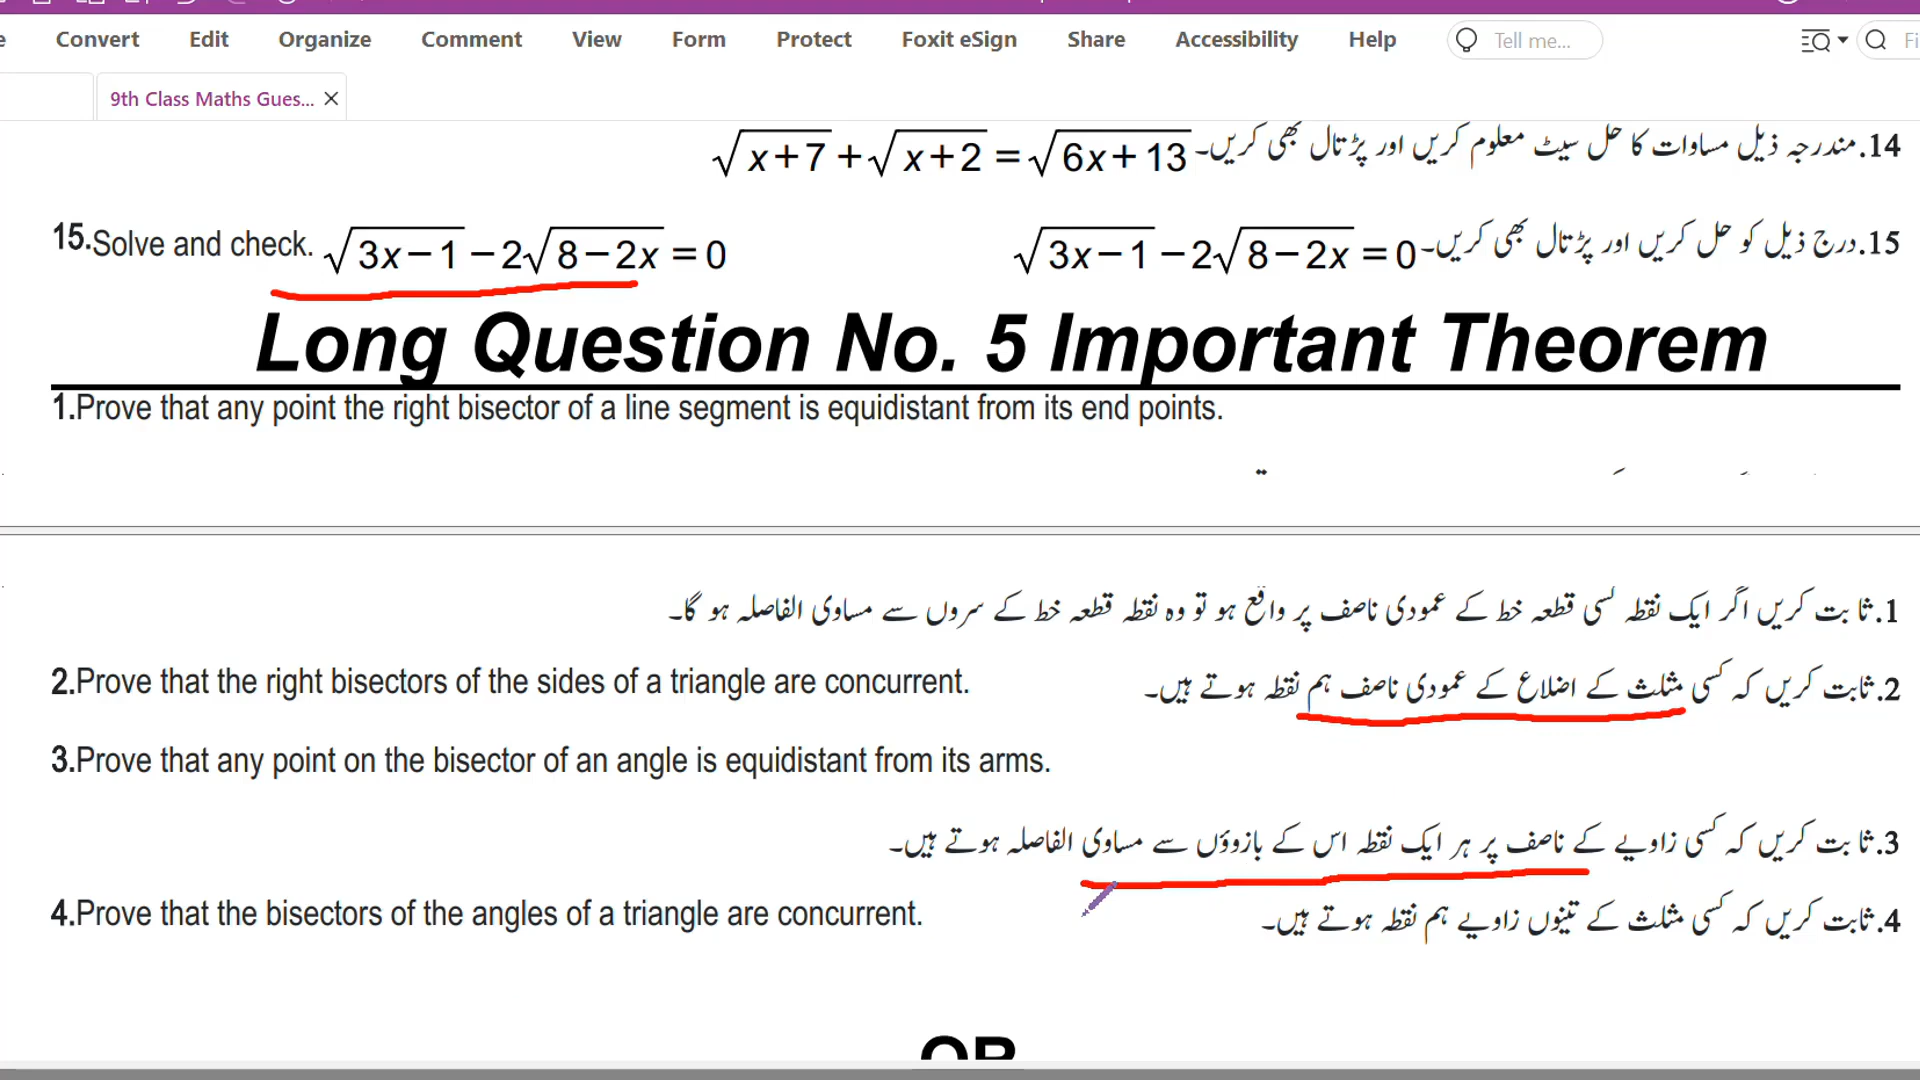 Convert Edit Organize Comment View Form Protect Foxit eSign Share Accessibility Help Tell me... Fi
9th Class Maths Gues...
√x+7 + √x+2 = √6x+13 14.مندرجہ ذیل مساوات کا حل سیٹ معلوم کریں اور پڑتال بھی کریں۔
15.Solve and check. √3x−1 −2√8−2x = 0
√3x−1 −2√8−2x = 0 15.درج ذیل کو حل کریں اور پڑتال بھی کریں۔
Long Question No. 5 Important Theorem
1.Prove that any point the right bisector of a line segment is equidistant from its end points.
1.ثابت کریں اگر ایک نقطہ کسی قطعہ خط کے عمودی ناصف پر واقع ہو تو وہ نقطہ قطعہ خط کے سروں سے مساوی الفاصلہ ہو گا۔
2.Prove that the right bisectors of the sides of a triangle are concurrent.
2.ثابت کریں کہ کسی مثلث کے اضلاع کے عمودی ناصف ہم نقطہ ہوتے ہیں۔
3.Prove that any point on the bisector of an angle is equidistant from its arms.
3.ثابت کریں کہ کسی زاویے کے ناصف پر ہر ایک نقطہ اس کے بازوؤں سے مساوی الفاصلہ ہوتے ہیں۔
4.Prove that the bisectors of the angles of a triangle are concurrent.
4.ثابت کریں کہ کسی مثلث کے تینوں زاویے ہم نقطہ ہوتے ہیں۔
OR